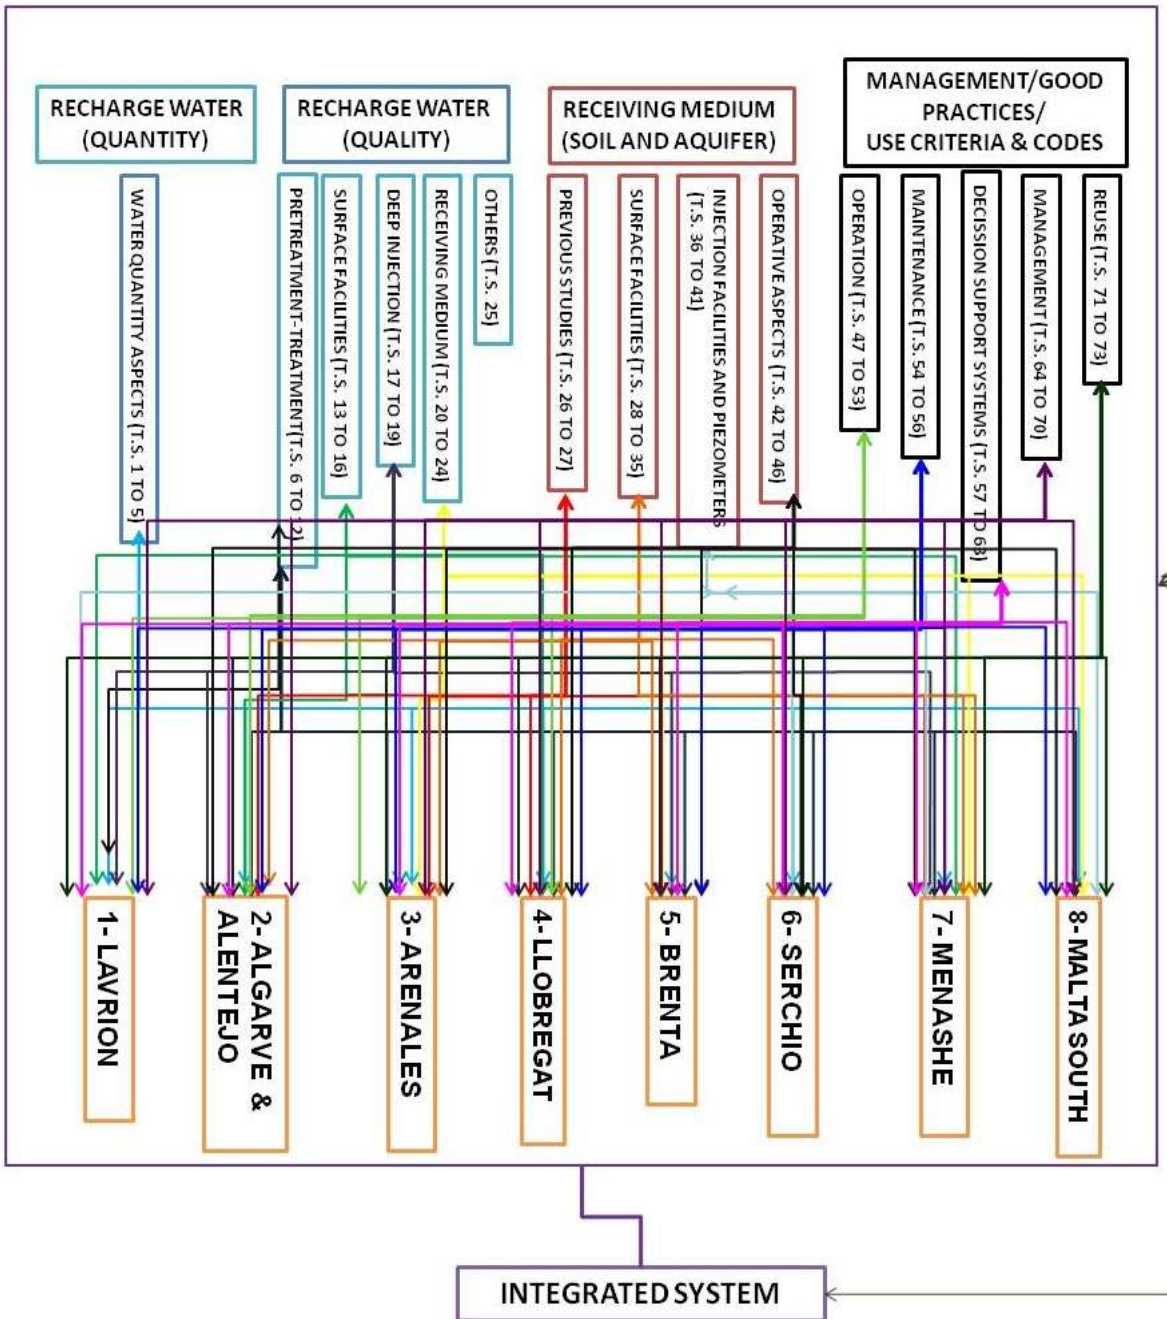 RECHARGE WATER
(QUANTITY)
RECHARGE WATER
(QUALITY)
RECEIVING MEDIUM
(SOIL AND AQUIFER)
MANAGEMENT/GOOD
PRACTICES/
USE CRITERIA & CODES
WATER QUANTITY ASPECTS (T.S. 1 TO 5)
PRETREATMENT-TREATMENT(T.S. 6 TO 12)
SURFACE FACILITIES (T.S. 13 TO 16)
DEEP INJECTION (T.S. 17 TO 19)
RECEIVING MEDIUM (T.S. 20 TO 24)
OTHERS (T.S. 25)
PREVIOUS STUDIES (T.S. 26 TO 27)
SURFACE FACILITIES (T.S. 28 TO 35)
INJECTION FACILITIES AND PIEZOMETERS
(T.S. 36 TO 41)
OPERATIVE ASPECTS (T.S. 42 TO 46)
OPERATION (T.S. 47 TO 53)
MAINTENANCE (T.S. 54 TO 56)
DECISSION SUPPORT SYSTEMS (T.S. 57 TO 63)
MANAGEMENT (T.S. 64 TO 70)
REUSE (T.S. 71 TO 73)
1- LAVRION
2- ALGARVE &
ALENTEJO
3- ARENALES
4- LLOBREGAT
5- BRENTA
6- SERCHIO
7- MENASHE
8- MALTA SOUTH
INTEGRATED SYSTEM